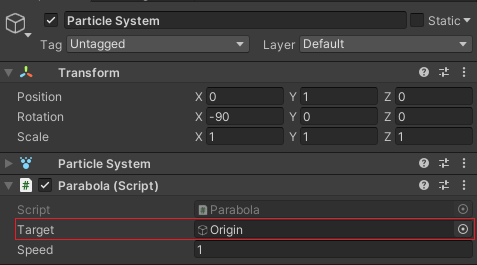 Particle System
Static
Tag Untagged Layer Default
Transform
Position X 0 Y 1 Z 0
Rotation X -90 Y 0 Z 0
Scale X 1 Y 1 Z 1
Particle System
# Parabola (Script)
Script # Parabola
Target Origin
Speed 1